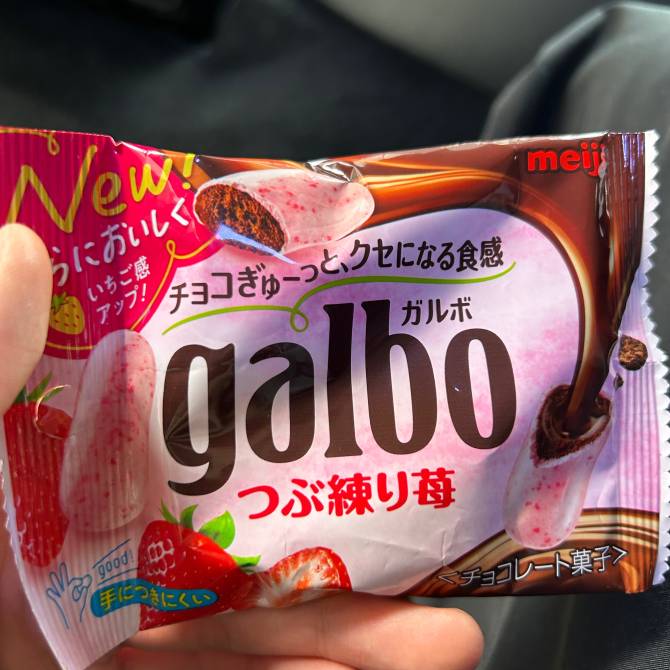 New!
らにおいしく
いちご感
アップ!
meij
チョコぎゅーっと、クセになる食感
ガルボ
galbo
つぶ練り苺
good!
手につきにくい
<チョコレート菓子>